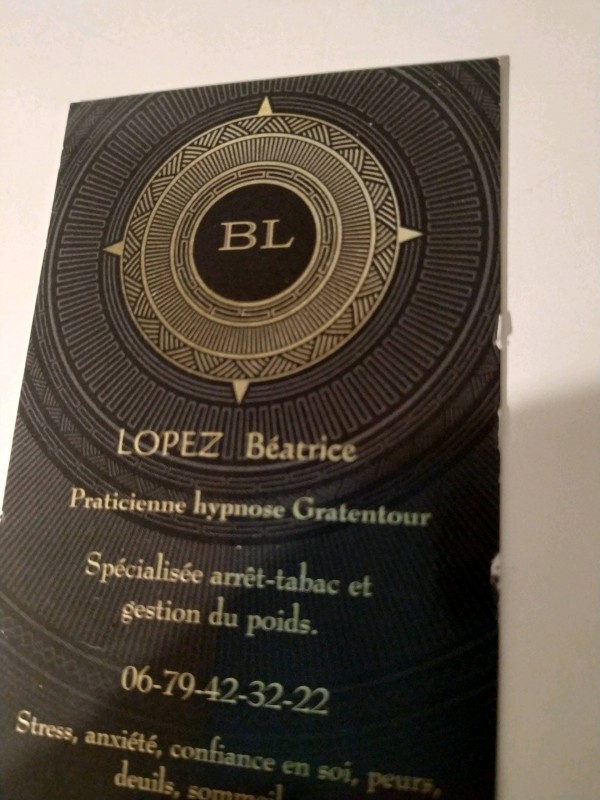 BL
LOPEZ Béatrice
Praticienne hypnose Gratentour
Spécialisée arrêt-tabac et
gestion du poids.
06-79-42-32-22
Stress, anxiété, confiance en soi, peurs,
deuils, sommeil